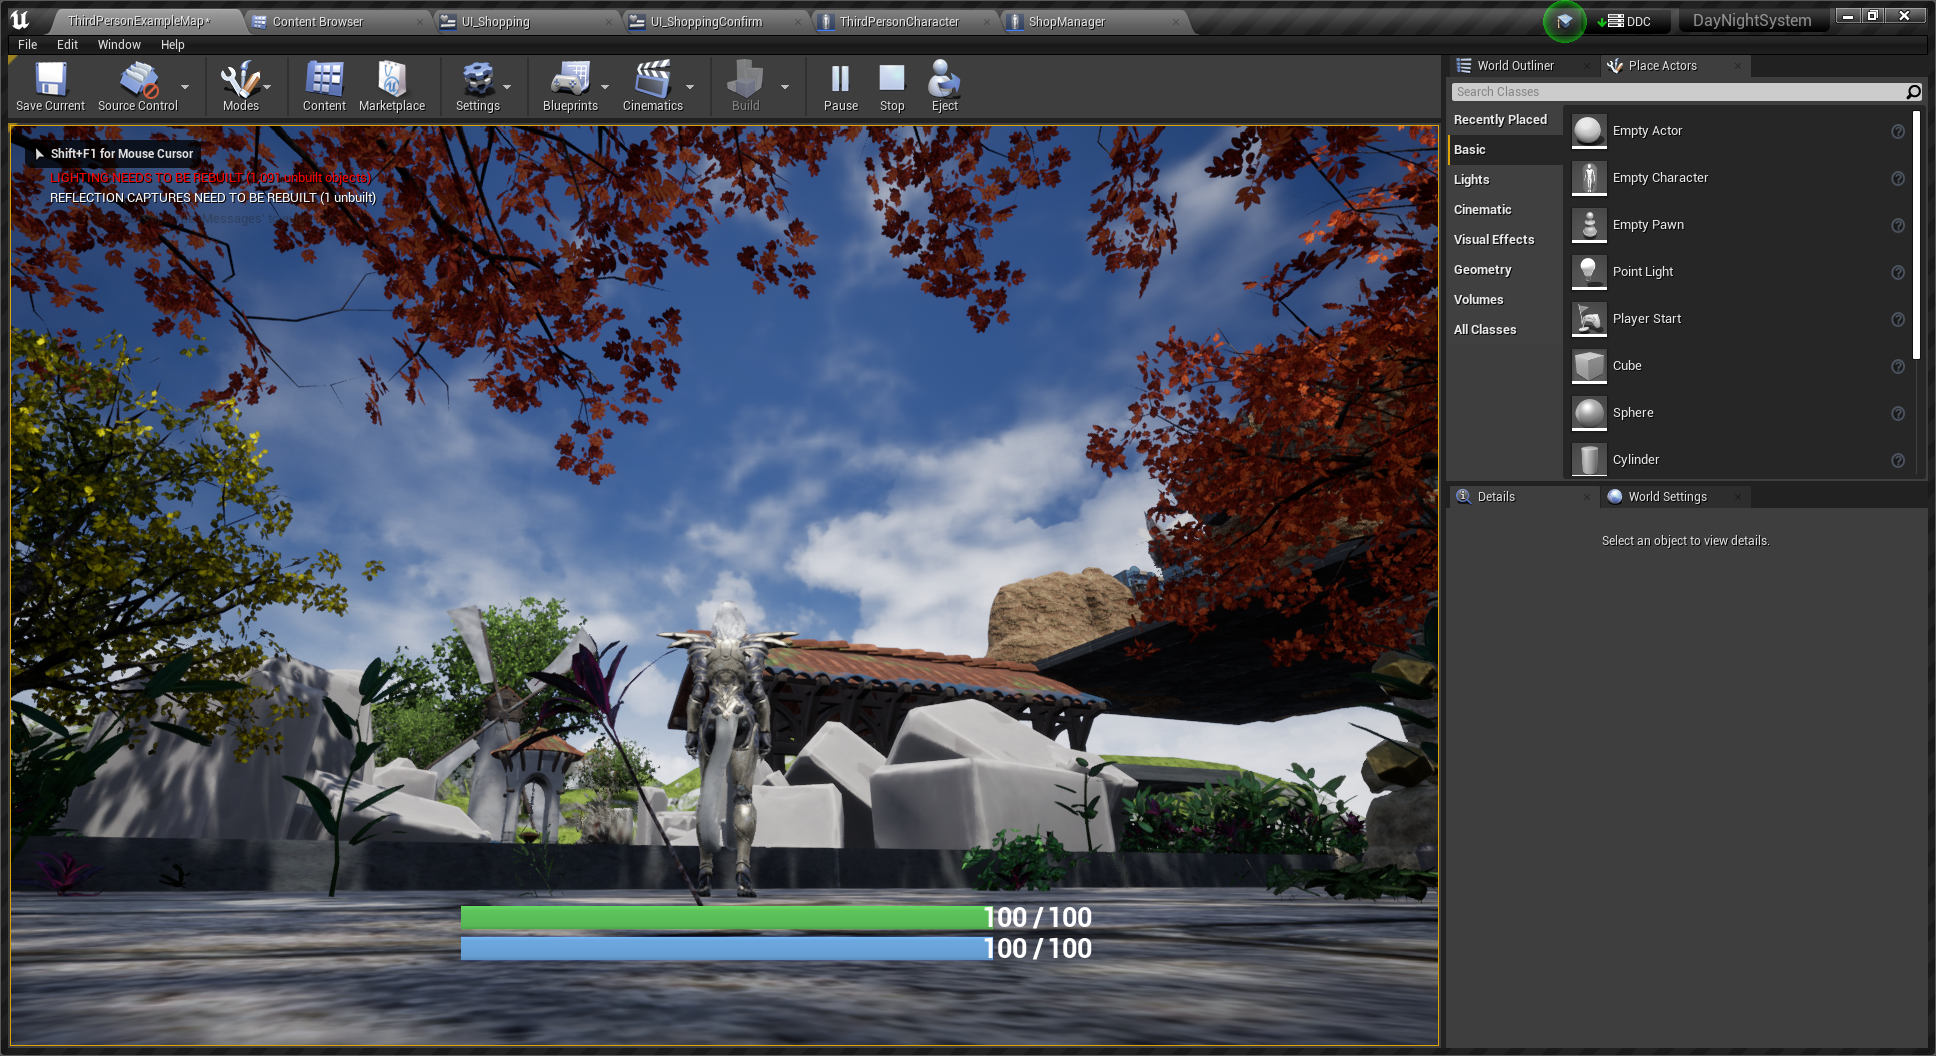 ThirdPersonExampleMap*
Content Browser
UI_Shopping
UI_ShoppingConfirm
ThirdPersonCharacter
ShopManager
DDC
DayNightSystem
File Edit Window Help
Save Current
Source Control
Modes
Content
Marketplace
Settings
Blueprints
Cinematics
Build
Pause
Stop
Eject
World Outliner
Place Actors
Search Classes
Recently Placed
Basic
Lights
Cinematic
Visual Effects
Geometry
Volumes
All Classes
Empty Actor
Empty Character
Empty Pawn
Point Light
Player Start
Cube
Sphere
Cylinder
Shift+F1 for Mouse Cursor
LIGHTING NEEDS TO BE REBUILT (1,091 unbuilt objects)
REFLECTION CAPTURES NEED TO BE REBUILT (1 unbuilt)
Messages' to
Details
World Settings
Select an object to view details.
100 / 100
100 / 100